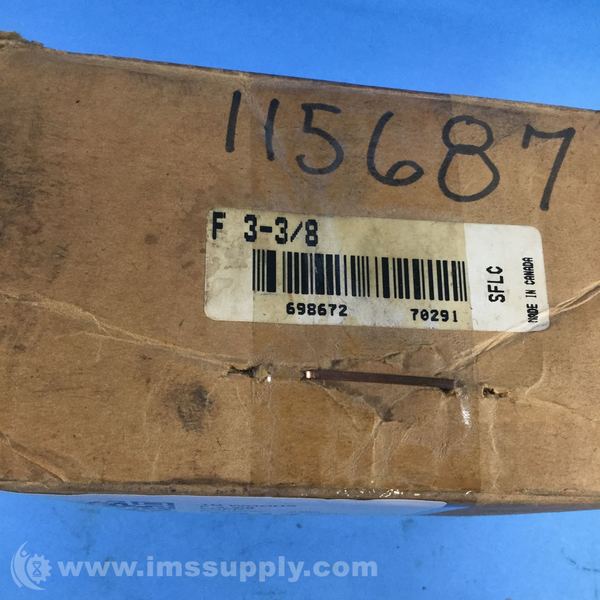 115687
F 3-3/8
698672 70291
SFLC
MADE IN CANADA
www.imssupply.com